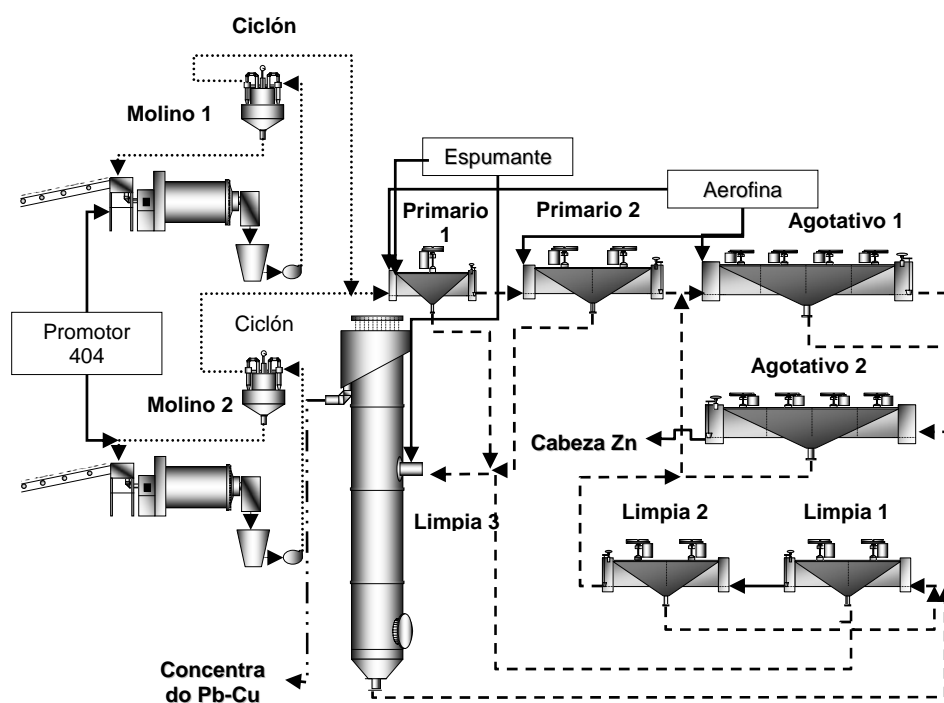 Ciclón
Molino 1
Espumante
Aerofina
Primario
1
Primario 2
Agotativo 1
Promotor
404
Ciclón
Molino 2
Agotativo 2
Cabeza Zn
Limpia 3
Limpia 2
Limpia 1
Concentra
do Pb-Cu